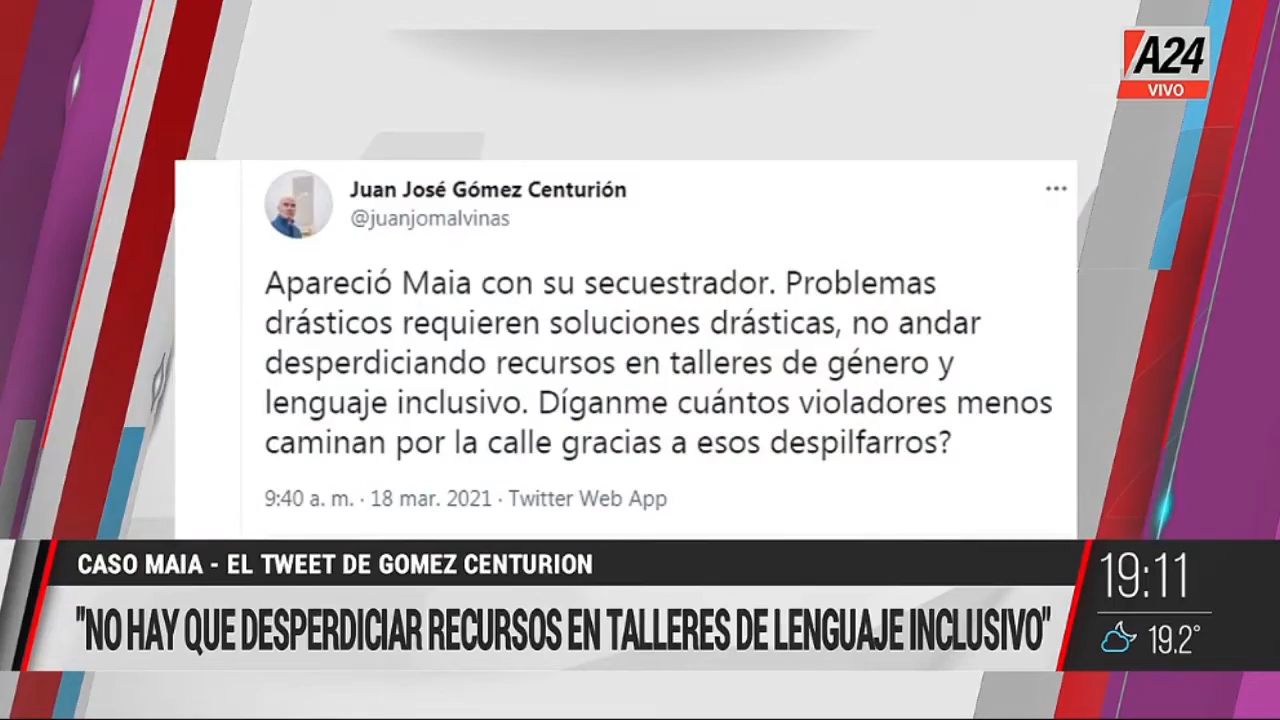 A24
VIVO
Juan José Gómez Centurión
@juanjomalvinas
Apareció Maia con su secuestrador. Problemas
drásticos requieren soluciones drásticas, no andar
desperdiciando recursos en talleres de género y
lenguaje inclusivo. Díganme cuántos violadores menos
caminan por la calle gracias a esos despilfarros?
9:40 a. m. · 18 mar. 2021 · Twitter Web App
CASO MAIA - EL TWEET DE GOMEZ CENTURION
"NO HAY QUE DESPERDICIAR RECURSOS EN TALLERES DE LENGUAJE INCLUSIVO"
19:11
19.2°